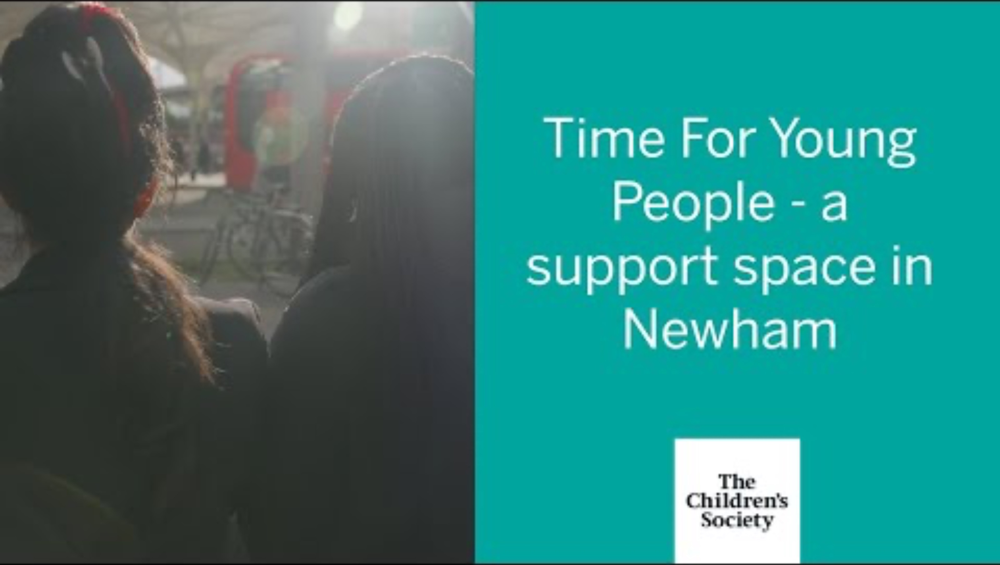 Time For Young
People - a
support space in
Newham
The
Children's
Society